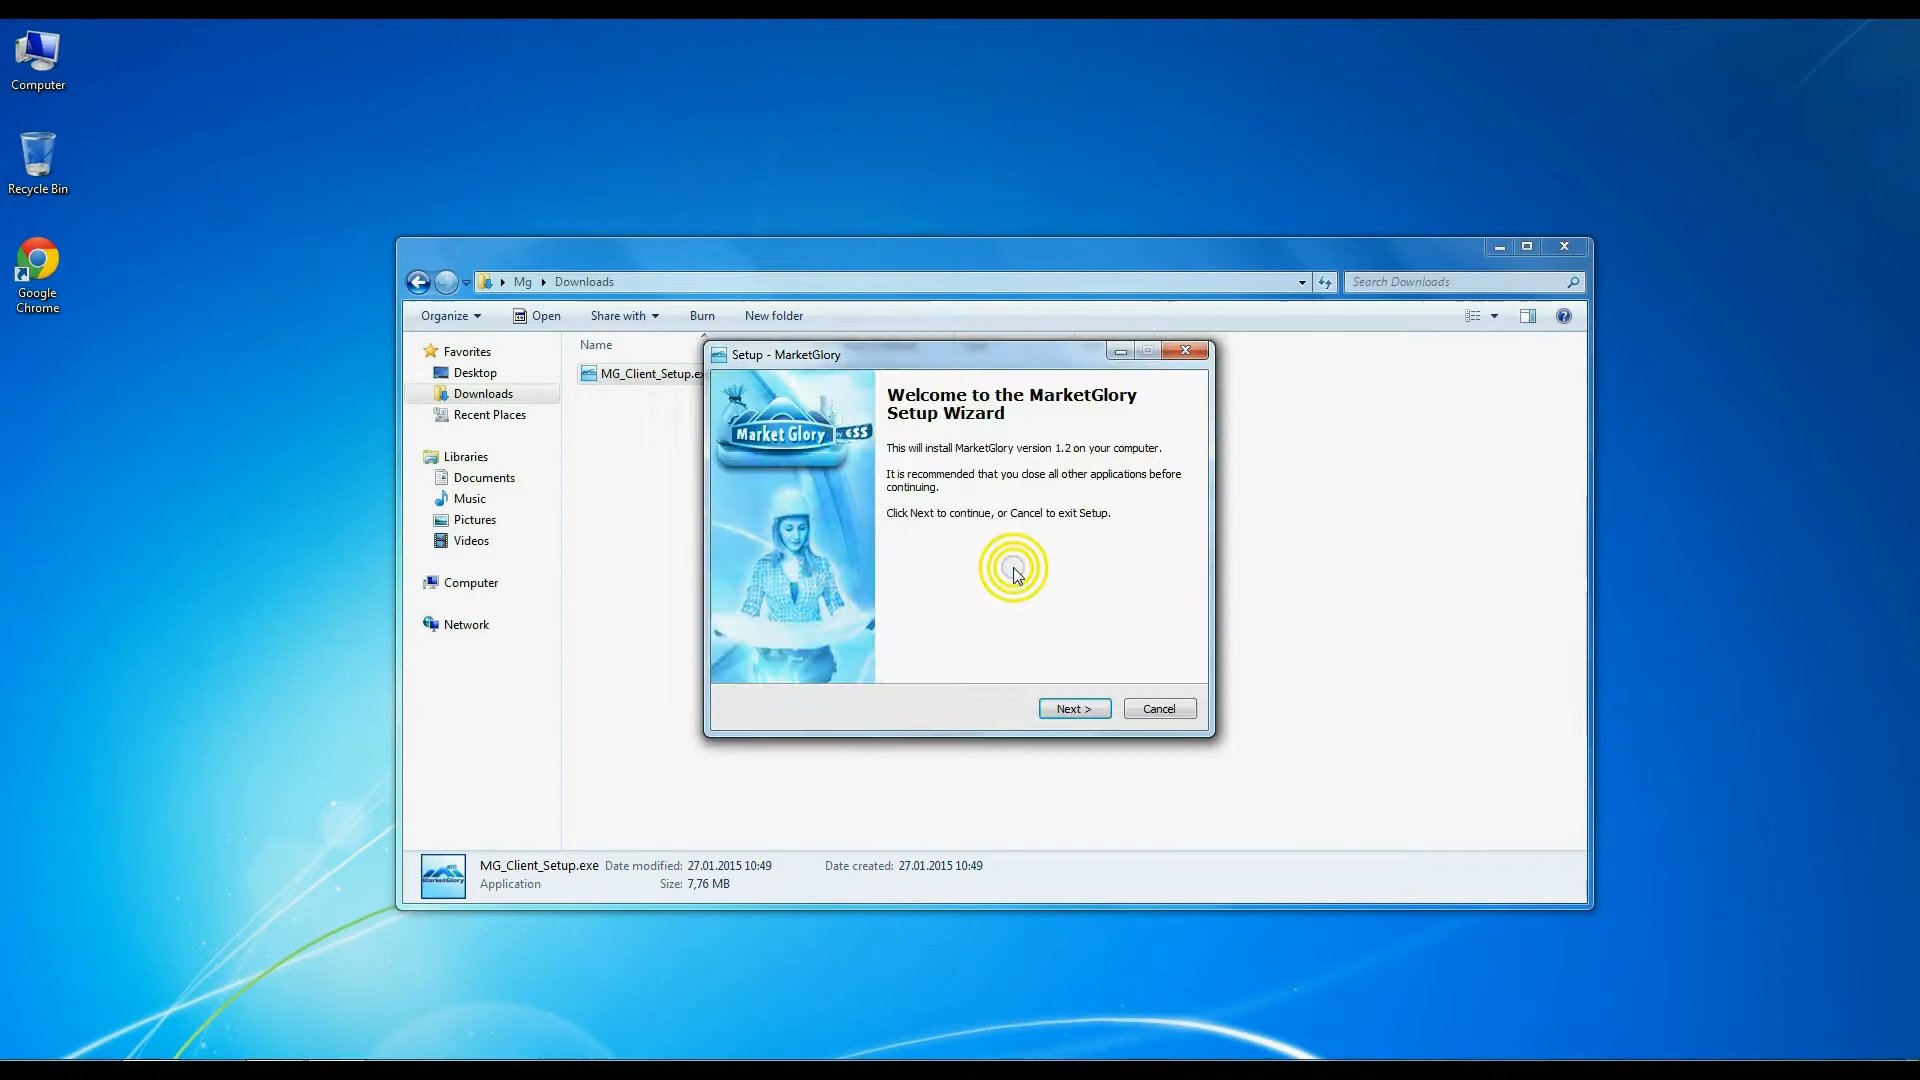 Computer
Recycle Bin
Google
Chrome
Mg
Downloads
Search Downloads
Organize
Open
Share with
Burn
New folder
Favorites
Desktop
Downloads
Recent Places
Libraries
Documents
Music
Pictures
Videos
Computer
Network
Name
MG_Client_Setup.ex
Setup - MarketGlory
Market Glory by ESS
Welcome to the MarketGlory
Setup Wizard
This will install MarketGlory version 1.2 on your computer.
It is recommended that you close all other applications before
continuing.
Click Next to continue, or Cancel to exit Setup.
Next >
Cancel
MarketGlory
MG_Client_Setup.exe Date modified: 27.01.2015 10:49 Date created: 27.01.2015 10:49
Application Size: 7,76 MB